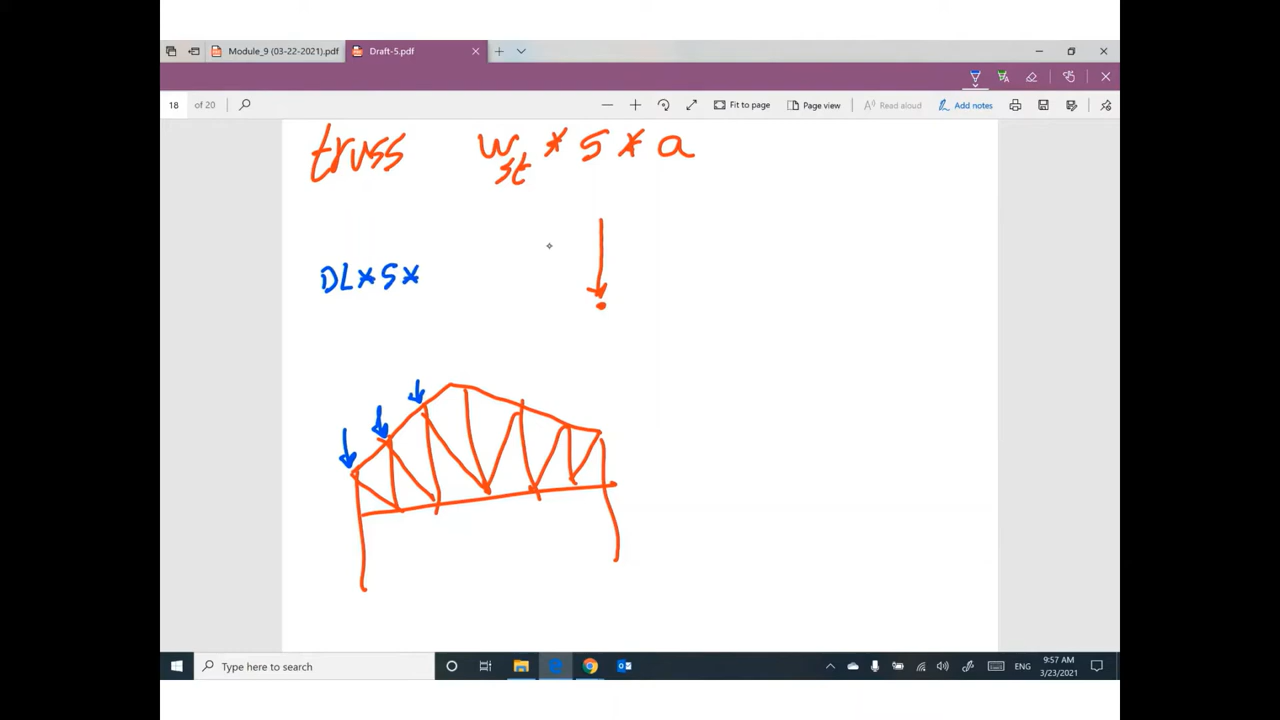 Module_9 (03-22-2021).pdf
Draft-5.pdf
18 of 20
Fit to page
Page view
Read aloud
Add notes
truss w st * S * a
DL * S *
Type here to search
ENG
9:57 AM
3/23/2021